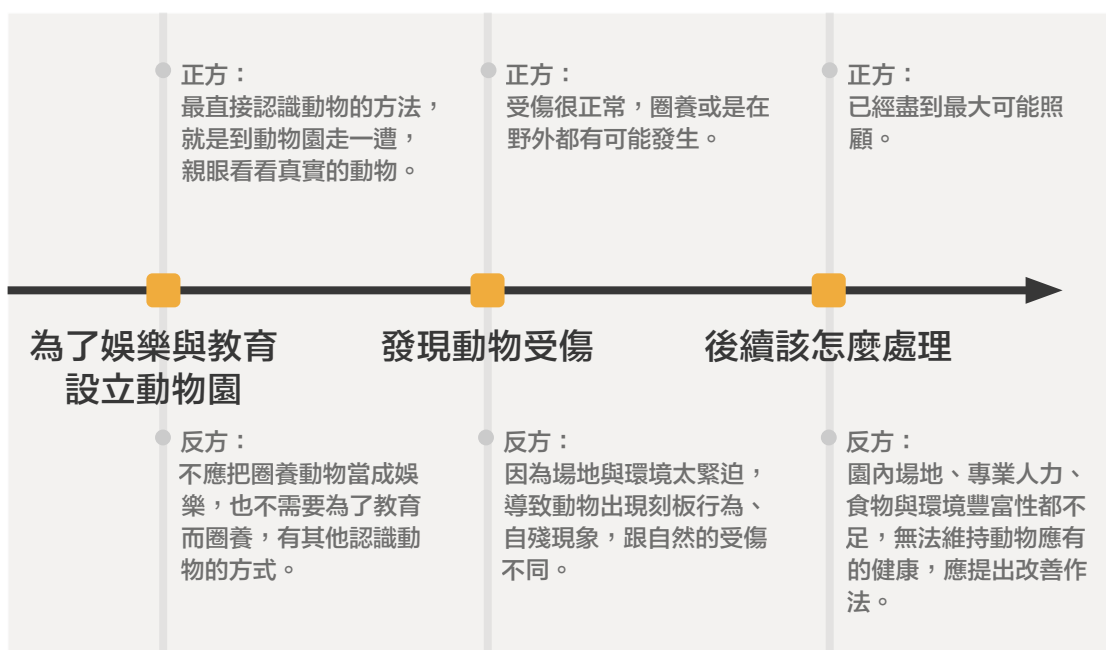 正方：
最直接認識動物的方法，
就是到動物園走一遭，
親眼看看真實的動物。
正方：
受傷很正常，圈養或是在
野外都有可能發生。
正方：
已經盡到最大可能照
顧。
為了娛樂與教育
設立動物園
發現動物受傷
後續該怎麼處理
反方：
不應把圈養動物當成娛
樂，也不需要為了教育
而圈養，有其他認識動
物的方式。
反方：
因為場地與環境太緊迫，
導致動物出現刻板行為、
自殘現象，跟自然的受傷
不同。
反方：
園內場地、專業人力、
食物與環境豐富性都不
足，無法維持動物應有
的健康，應提出改善作
法。